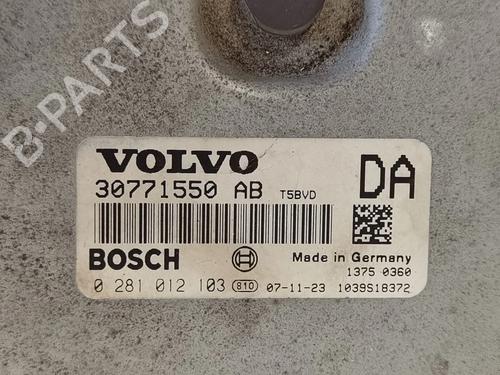 B-PARTS
VOLVO
30771550 AB T5BVD
DA
BOSCH
Made in Germany
1375 0360
0 281 012 103 810 07-11-23 1039S18372